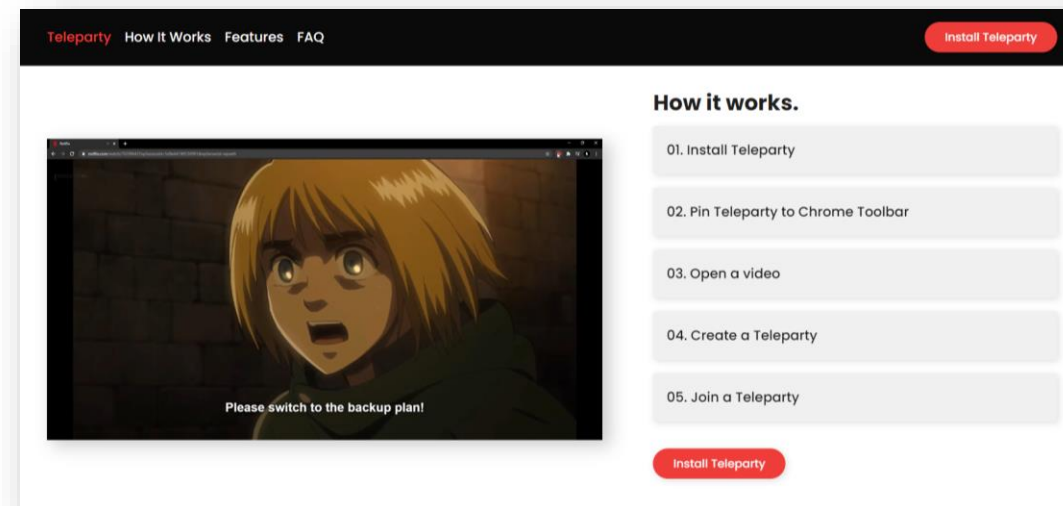 Teleparty How It Works Features FAQ Install Teleparty
How it works.
01. Install Teleparty
02. Pin Teleparty to Chrome Toolbar
03. Open a video
04. Create a Teleparty
05. Join a Teleparty
Install Teleparty
Please switch to the backup plan!